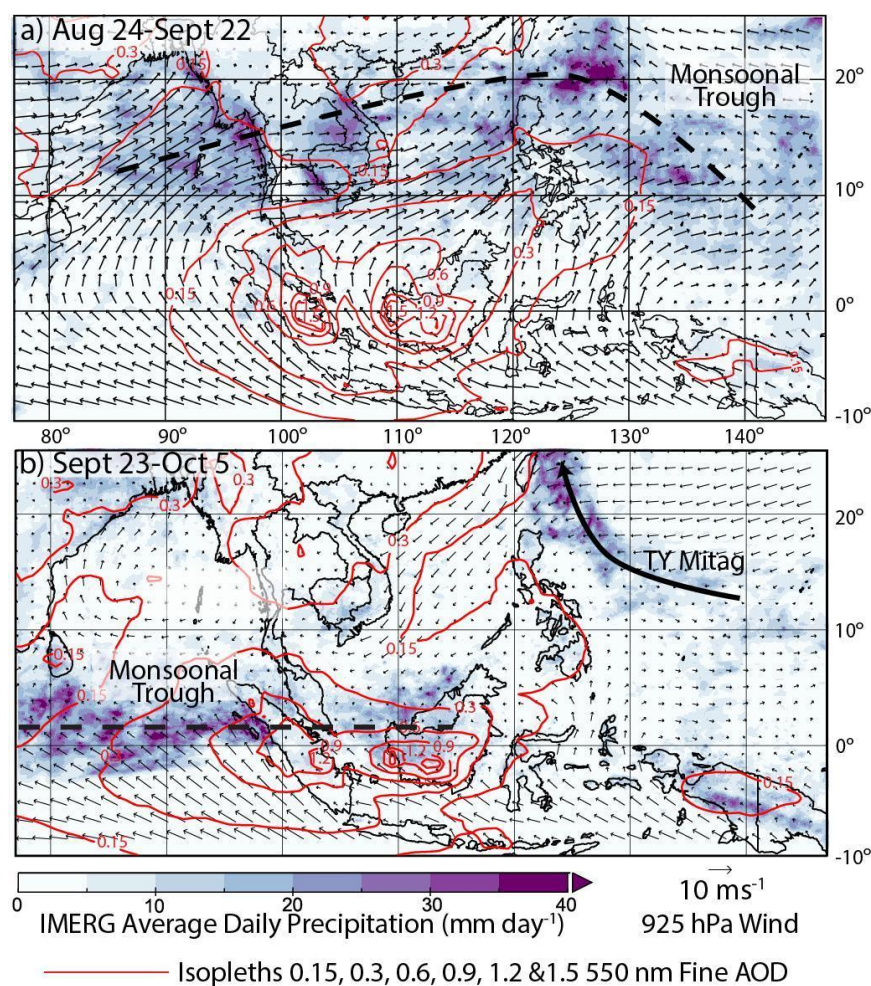 a) Aug 24-Sept 22
0.3
0.15
0.3
20°
Monsoonal
Trough
0.15
10°
0.15
0.3
0.6
0.15
0.9
0.6
0.9
1.2
0°
0.15
-10°
80° 90° 100° 110° 120° 130° 140°
b) Sept 23-Oct 5
0.3
0.3
0.3
0.3
20°
TY Mitag
0.15
10°
0.15
Monsoonal
Trough
0.15
0.3
0.9
0.9
0°
0.15
0.15
-10°
0 10 20 30 40
IMERG Average Daily Precipitation (mm day⁻¹)
10 ms⁻¹
925 hPa Wind
Isopleths 0.15, 0.3, 0.6, 0.9, 1.2 &1.5 550 nm Fine AOD